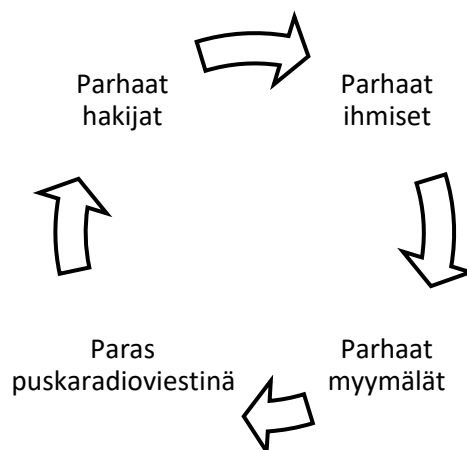 Parhaat
hakijat
Parhaat
ihmiset
Paras
puskaradioviestinä
Parhaat
myymälät